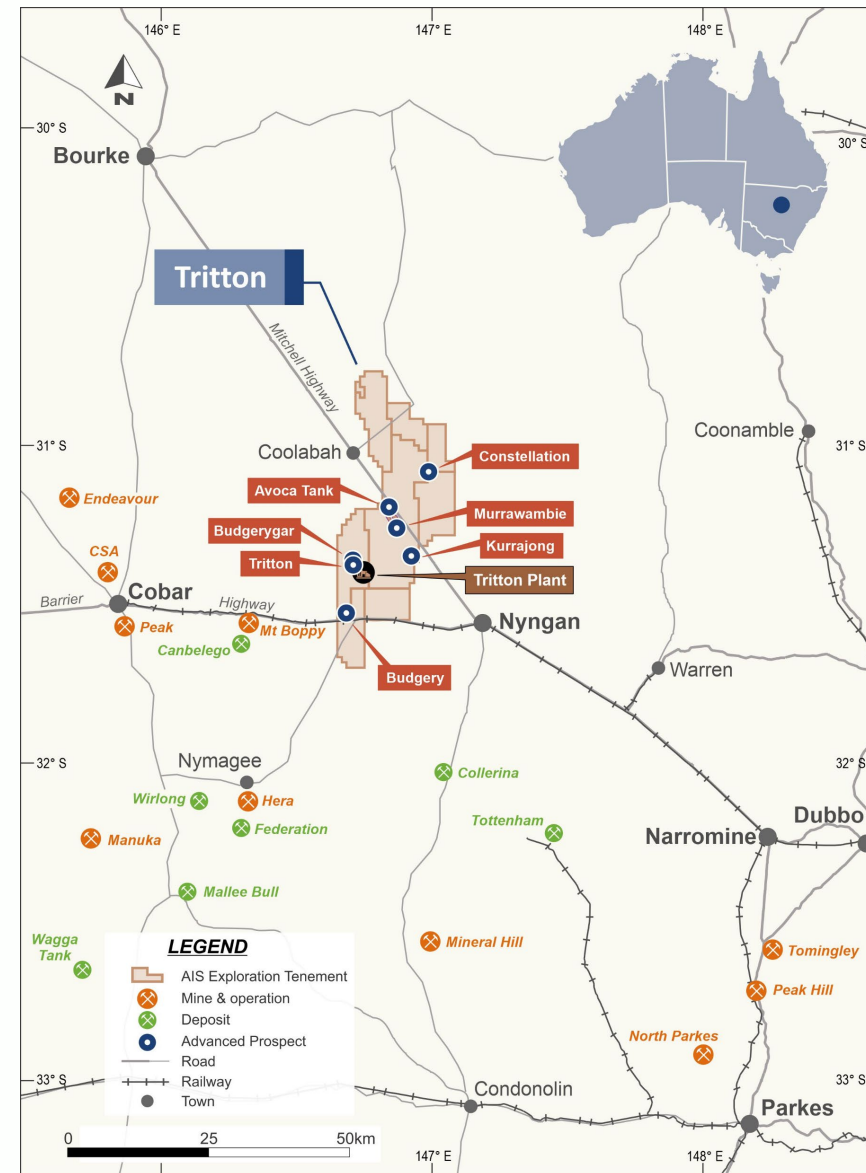 146° E
147° E
148° E
N
30° S
30° S
Bourke
Tritton
Mitchell Highway
31° S
31° S
Coonamble
Coolabah
Constellation
Endeavour
Avoca Tank
Murrawambie
Budgerygar
Kurrajong
CSA
Tritton
Tritton Plant
Cobar
Barrier
Highway
Peak
Mt Boppy
Nyngan
Canbelego
Warren
Budgery
32° S
32° S
Nymagee
Collerina
Wirlong
Hera
Tottenham
Dubbo
Federation
Narromine
Manuka
Mallee Bull
Wagga
Tank
Mineral Hill
Tomingley
Peak Hill
North Parkes
LEGEND
AIS Exploration Tenement
Mine & operation
Deposit
Advanced Prospect
Road
Railway
Town
33° S
33° S
Condonolin
Parkes
0 25 50km
147° E
148° E